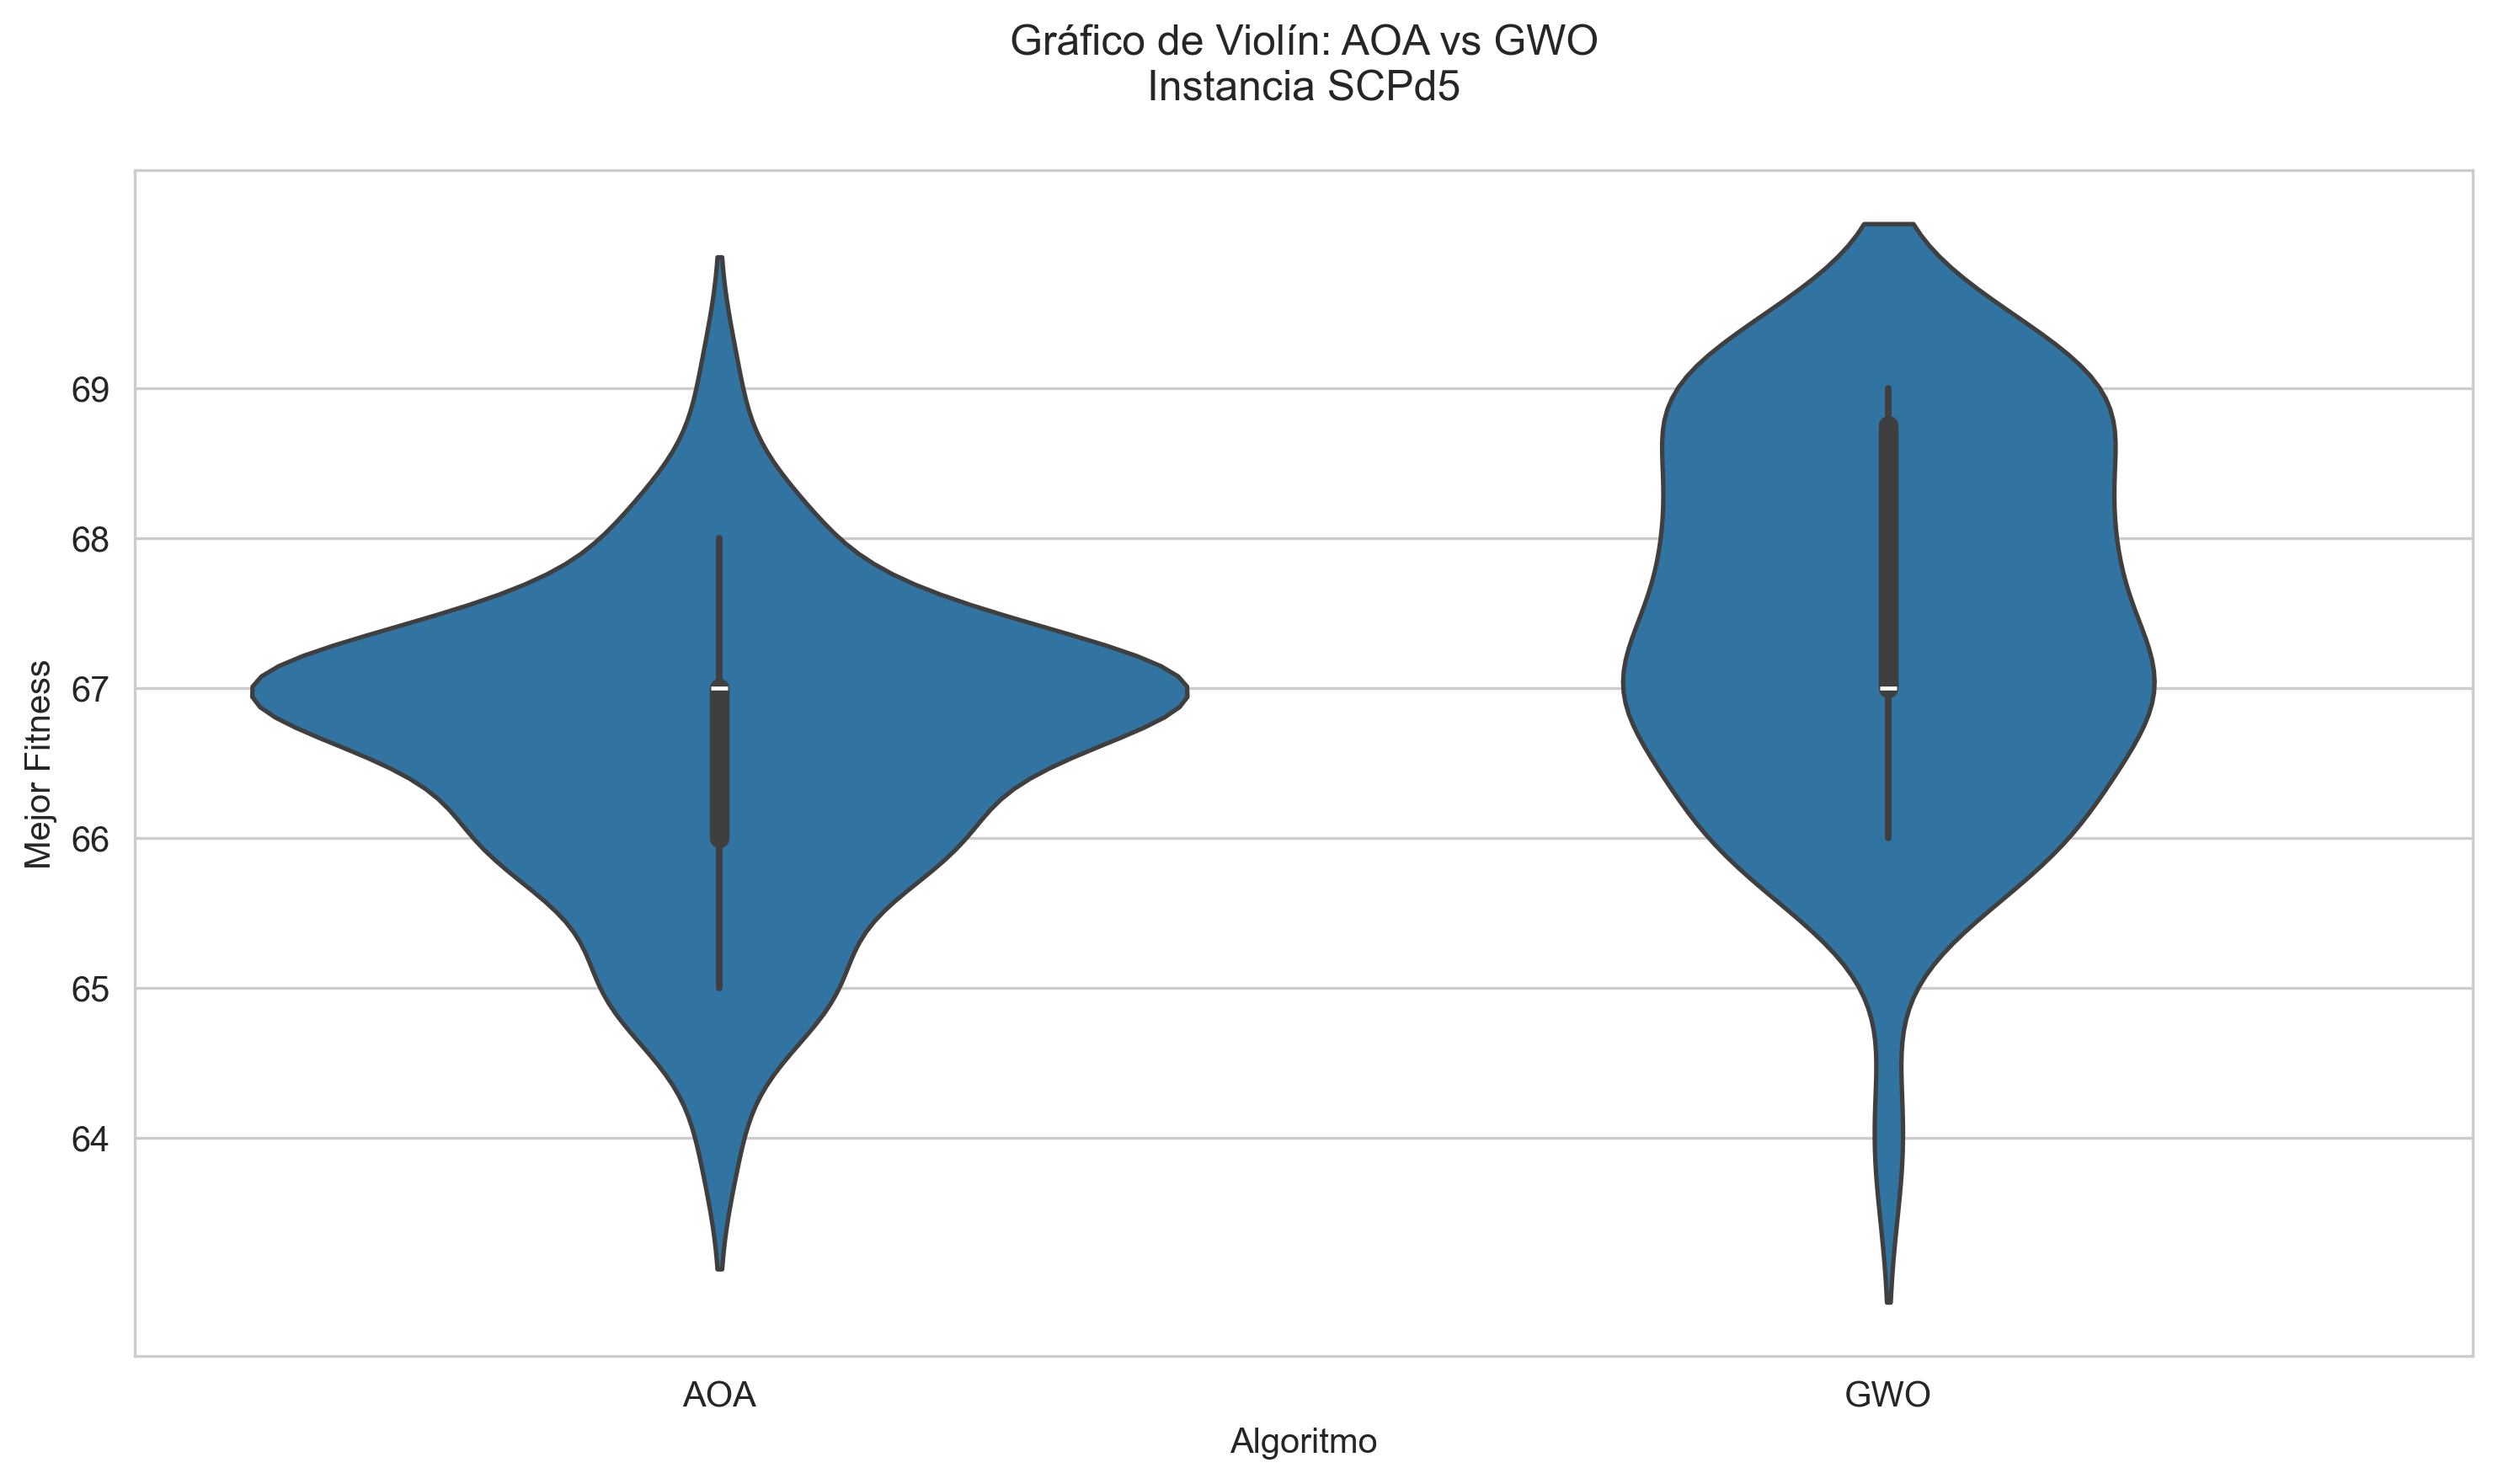 Gráfico de Violín: AOA vs GWO
Instancia SCPd5
69
68
67
66
65
64
Mejor Fitness
AOA
GWO
Algoritmo